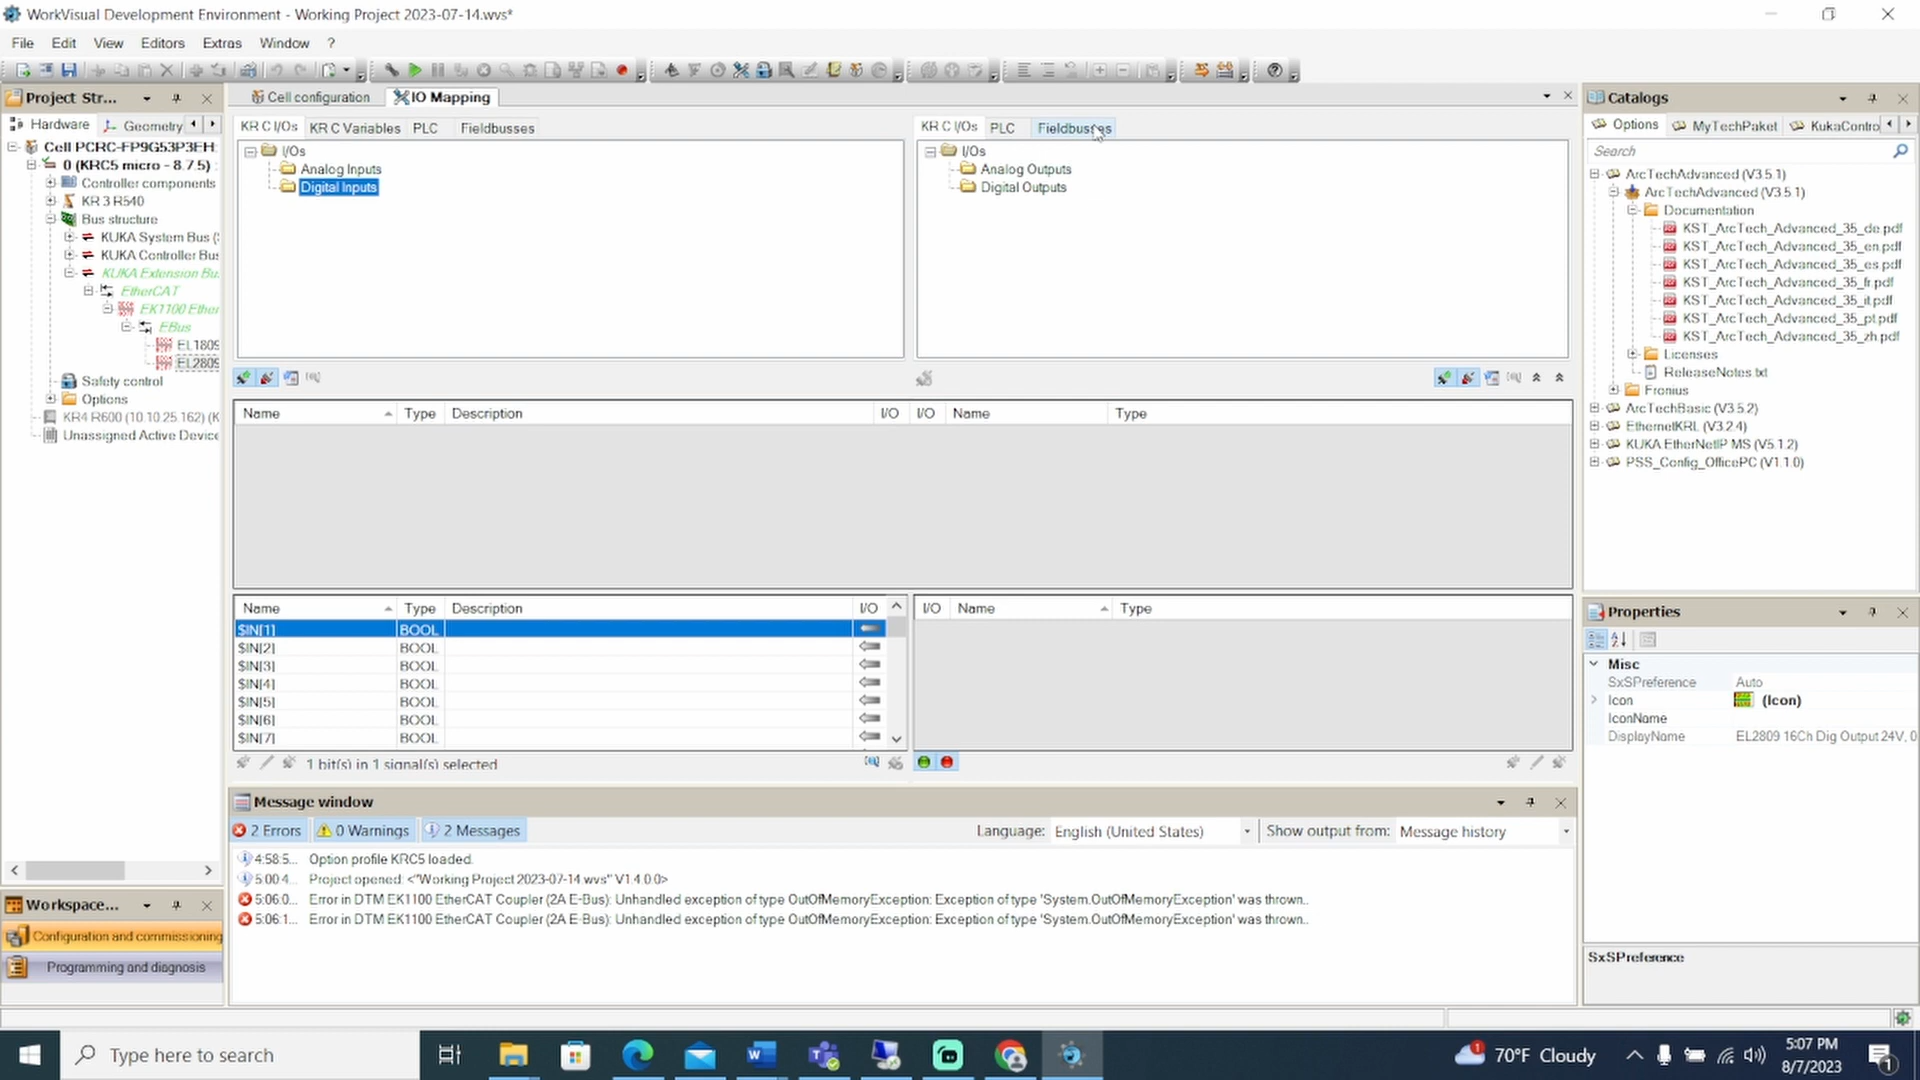 WorkVisual Development Environment - Working Project 2023-07-14.wvs*
File Edit View Editors Extras Window ?
Project Str...
Hardware Geometry
Cell PCRC-FP9G53P3EH:
0 (KRC5 micro - 8.7.5) :
Controller components
KR 3 R540
Bus structure
KUKA System Bus (
KUKA Controller Bus
KUKA Extension Bu
EtherCAT
EK1100 Ether
EBus
EL1809
EL2809
Safety control
Options
KR4 R600 (10.10.25.162) (K
Unassigned Active Device
Workspace...
Configuration and commissioning
Programming and diagnosis
Cell configuration IO Mapping
KR C I/Os KR C Variables PLC Fieldbusses
I/Os
Analog Inputs
Digital Inputs
KR C I/Os PLC Fieldbusses
I/Os
Analog Outputs
Digital Outputs
Name Type Description I/O I/O Name Type
Name Type Description I/O
$IN[1] BOOL
$IN[2] BOOL
$IN[3] BOOL
$IN[4] BOOL
$IN[5] BOOL
$IN[6] BOOL
$IN[7] BOOL
I/O Name Type
1 bit(s) in 1 signal(s) selected
Message window
2 Errors 0 Warnings 2 Messages Language: English (United States) Show output from: Message history
4:58:5... Option profile KRC5 loaded.
5:00:4... Project opened: <"Working Project 2023-07-14.wvs" V1.4.0.0>
5:06:0... Error in DTM EK1100 EtherCAT Coupler (2A E-Bus): Unhandled exception of type OutOfMemoryException: Exception of type 'System.OutOfMemoryException' was thrown..
5:06:1... Error in DTM EK1100 EtherCAT Coupler (2A E-Bus): Unhandled exception of type OutOfMemoryException: Exception of type 'System.OutOfMemoryException' was thrown..
Catalogs
Options MyTechPaket KukaContro
Search
ArcTechAdvanced (V3.5.1)
ArcTechAdvanced (V3.5.1)
Documentation
KST_ArcTech_Advanced_35_de.pdf
KST_ArcTech_Advanced_35_en.pdf
KST_ArcTech_Advanced_35_es.pdf
KST_ArcTech_Advanced_35_fr.pdf
KST_ArcTech_Advanced_35_it.pdf
KST_ArcTech_Advanced_35_pt.pdf
KST_ArcTech_Advanced_35_zh.pdf
Licenses
ReleaseNotes.txt
Fronius
ArcTechBasic (V3.5.2)
EthernetKRL (V3.2.4)
KUKA EtherNetIP MS (V5.1.2)
PSS_Config_OfficePC (V1.1.0)
Properties
Misc
SxSPreference Auto
Icon (Icon)
IconName
DisplayName EL2809 16Ch Dig Output 24V, 0
SxSPreference
Type here to search
70°F Cloudy
5:07 PM
8/7/2023